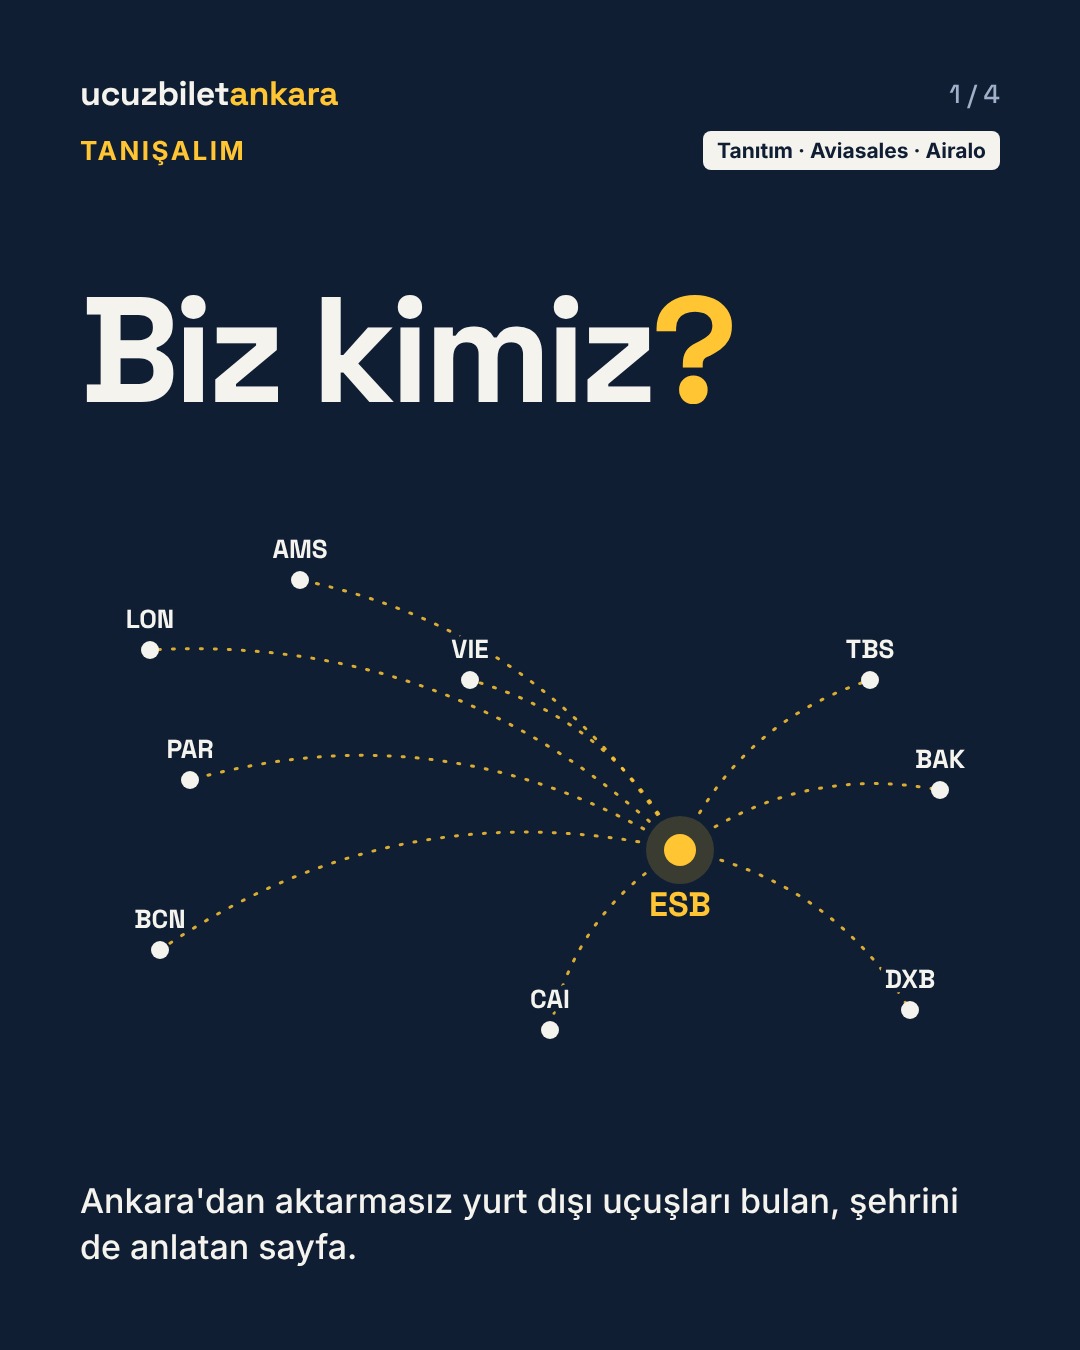 ucuzbiletankara
1 / 4
TANIŞALIM
Tanıtım · Aviasales · Airalo
Biz kimiz?
AMS
LON
VIE
TBS
PAR
BAK
ESB
BCN
DXB
CAI
Ankara'dan aktarmasız yurt dışı uçuşları bulan, şehrini
de anlatan sayfa.